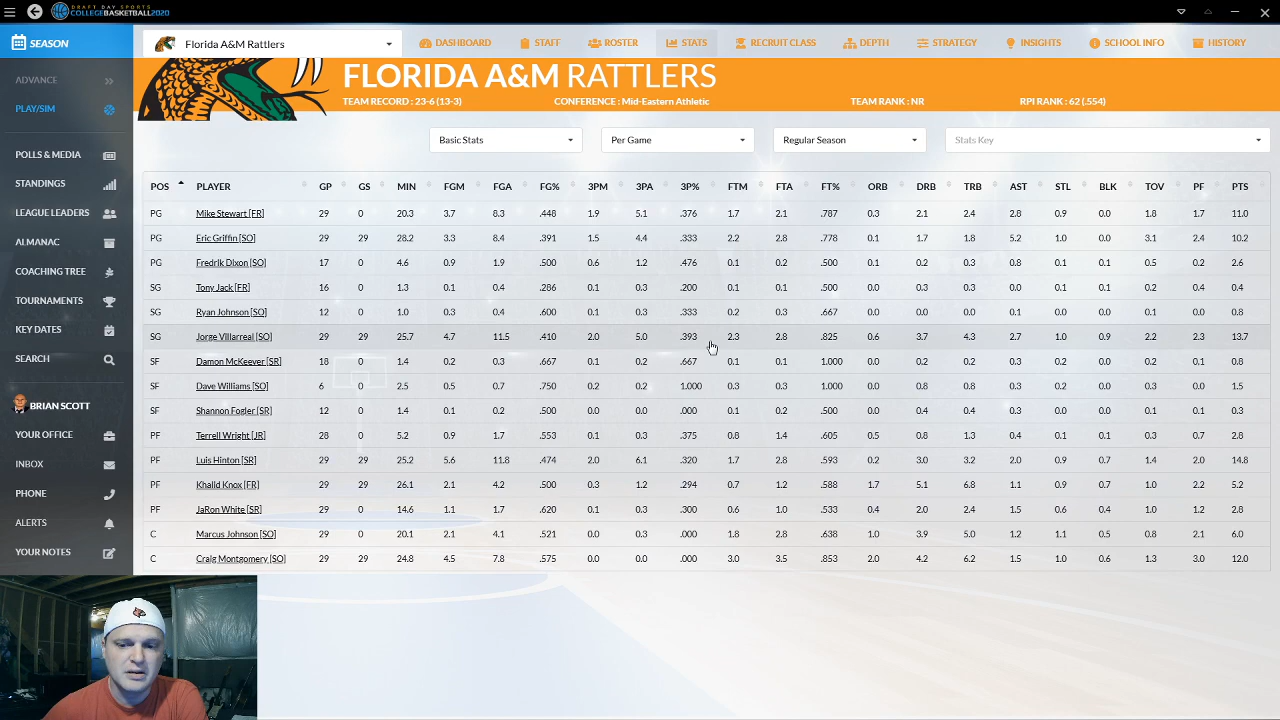 DRAFT DAY SPORTS
COLLEGE BASKETBALL 2020
SEASON
Florida A&M Rattlers
DASHBOARD STAFF ROSTER STATS RECRUIT CLASS DEPTH STRATEGY INSIGHTS SCHOOL INFO HISTORY
ADVANCE
PLAY/SIM
POLLS & MEDIA
STANDINGS
LEAGUE LEADERS
ALMANAC
COACHING TREE
TOURNAMENTS
KEY DATES
SEARCH
BRIAN SCOTT
YOUR OFFICE
INBOX
PHONE
ALERTS
YOUR NOTES
FLORIDA A&M RATTLERS
TEAM RECORD : 23-6 (13-3) CONFERENCE : Mid-Eastern Athletic TEAM RANK : NR RPI RANK : 62 (.554)
Basic Stats Per Game Regular Season Stats Key
POS PLAYER GP GS MIN FGM FGA FG% 3PM 3PA 3P% FTM FTA FT% ORB DRB TRB AST STL BLK TOV PF PTS
PG Mike Stewart [FR] 29 0 20.3 3.7 8.3 .448 1.9 5.1 .376 1.7 2.1 .787 0.3 2.1 2.4 2.8 0.9 0.0 1.8 1.7 11.0
PG Eric Griffin [SO] 29 29 28.2 3.3 8.4 .391 1.5 4.4 .333 2.2 2.8 .778 0.1 1.7 1.8 5.2 1.0 0.0 3.1 2.4 10.2
PG Fredrik Dixon [SO] 17 0 4.6 0.9 1.9 .500 0.6 1.2 .476 0.1 0.2 .500 0.1 0.2 0.3 0.8 0.1 0.0 0.5 0.2 2.6
SG Tony Jack [FR] 16 0 1.3 0.1 0.4 .286 0.1 0.3 .200 0.1 0.1 .500 0.0 0.3 0.3 0.0 0.1 0.1 0.2 0.4 0.4
SG Ryan Johnson [SO] 12 0 1.0 0.3 0.4 .600 0.1 0.3 .333 0.2 0.3 .667 0.0 0.0 0.0 0.1 0.0 0.0 0.0 0.0 0.8
SG Jorge Villarreal [SO] 29 29 25.7 4.7 11.5 .410 2.0 5.0 .393 2.3 2.8 .825 0.6 3.7 4.3 2.7 1.0 0.9 2.2 2.3 13.7
SF Damon McKeever [SR] 18 0 1.4 0.2 0.3 .667 0.1 0.2 .667 0.1 0.1 1.000 0.0 0.2 0.2 0.3 0.2 0.0 0.2 0.1 0.8
SF Dave Williams [SO] 6 0 2.5 0.5 0.7 .750 0.2 0.2 1.000 0.3 0.3 1.000 0.0 0.8 0.8 0.3 0.2 0.0 0.2 0.0 1.5
SF Shannon Fogler [SR] 12 0 1.4 0.1 0.2 .500 0.0 0.0 .000 0.1 0.2 .500 0.0 0.4 0.4 0.3 0.0 0.0 0.1 0.1 0.3
PF Terrell Wright [JR] 28 0 5.2 0.9 1.7 .553 0.1 0.3 .375 0.8 1.4 .605 0.5 0.8 1.3 0.4 0.1 0.1 0.3 0.7 2.8
PF Luis Hinton [SR] 29 29 25.2 5.6 11.8 .474 2.0 6.1 .320 1.7 2.8 .593 0.2 3.0 3.2 2.0 0.9 0.7 1.4 2.0 14.8
PF Khalid Knox [FR] 29 29 26.1 2.1 4.2 .500 0.3 1.2 .294 0.7 1.2 .588 1.7 5.1 6.8 1.1 0.9 0.7 1.0 2.2 5.2
PF JaRon White [SR] 29 0 14.6 1.1 1.7 .620 0.1 0.3 .300 0.6 1.0 .533 0.4 2.0 2.4 1.5 0.6 0.4 1.0 1.2 2.8
C Marcus Johnson [SO] 29 0 20.1 2.1 4.1 .521 0.0 0.3 .000 1.8 2.8 .638 1.0 3.9 5.0 1.2 1.1 0.5 0.8 2.1 6.0
C Craig Montgomery [SO] 29 29 24.8 4.5 7.8 .575 0.0 0.0 .000 3.0 3.5 .853 2.0 4.2 6.2 1.5 1.0 0.6 1.3 3.0 12.0